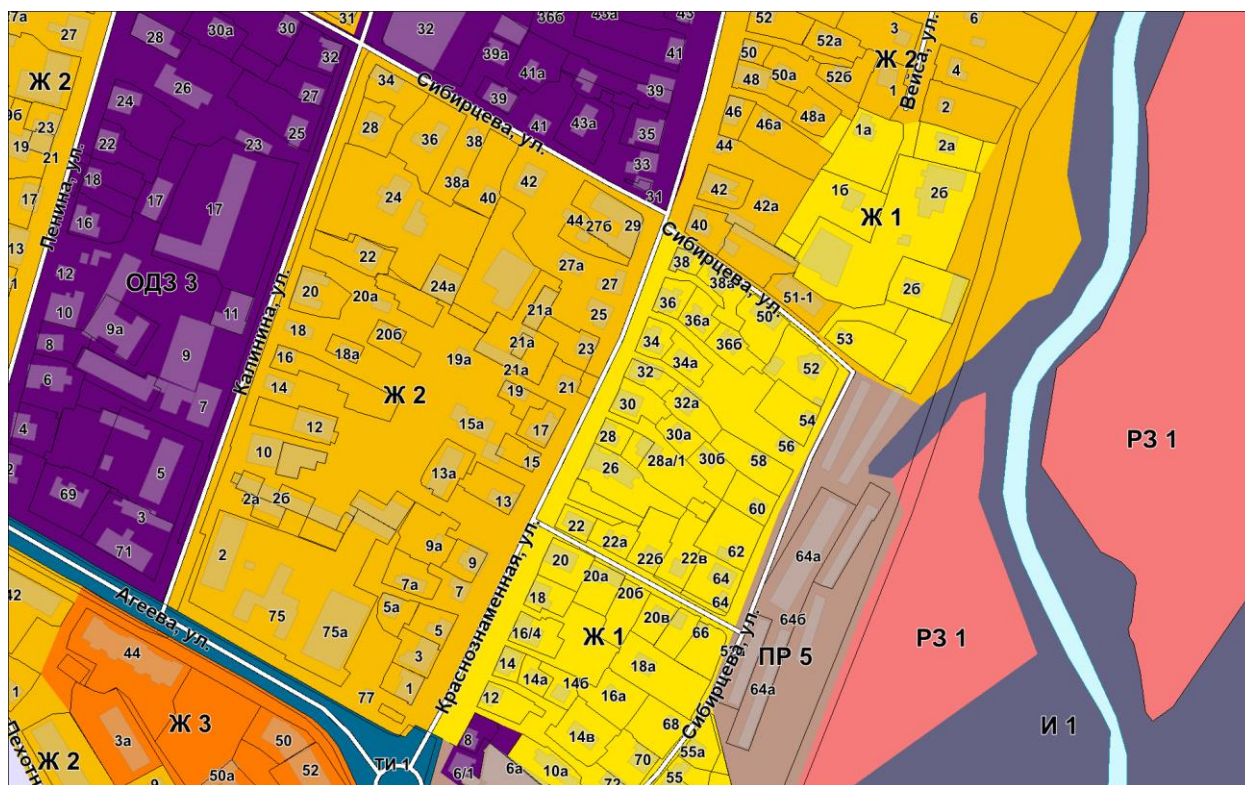 27а
27
Ж 2
23
19
21
17
13
28
30а
30
31
26
32
24
27
22
25
23
18
17
17
16
Ленина, ул.
12
ОДЗ 3
10
9а
11
8
9
6
7
4
5
69
3
71
32
36б
43а
43
39а
41
41а
39
39
41
43а
35
33
31
Сибирцева, ул.
34
28
36
38
38а
42
24
40
44
27б
29
22
27а
24а
27
20
20а
21а
25
18
20б
21а
23
16
18а
19а
21а
14
Ж 2
19
21
15а
17
12
10
13а
15
2а
2б
13
2
9а
9
7а
7
5а
5
75
75а
3
77
1
Калинина, ул.
52
3
6
52а
Ж 2
50
50а
52б
4
48
1
2
46
46а
48а
44
42
42а
40
Вейса, ул.
1а
2а
1б
2б
Ж 1
2б
51-1
53
Сибирцева, ул.
38
38а
36
50
36а
36б
34
34а
52
32
32а
54
30
30а
56
28
28а/1
30б
58
26
60
22
22а
62
22б
22в
64
64
20
20а
20б
18
20в
66
16/4
Ж 1
14
18а
14а
14б
12
16а
68
14в
70
55а
8
6/1
6а
10а
72
55
Краснознаменная, ул.
Сибирцева, ул.
64а
64б
ПР 5
64а
РЗ 1
РЗ 1
И 1
Агеева, ул.
42
44
1
Ж 3
3а
50
Ж 2
50а
52
9
ТИ-1